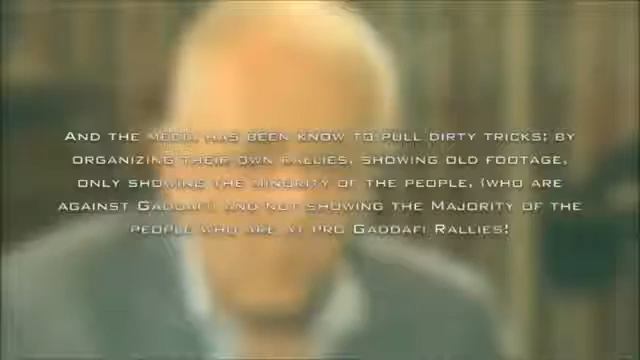 And the media has been know to pull dirty tricks; by
organizing their own rallies, showing old footage,
only showing the minority of the people, (who are
against Gaddafi) and not showing the Majority of the
people who are at pro Gaddafi Rallies!